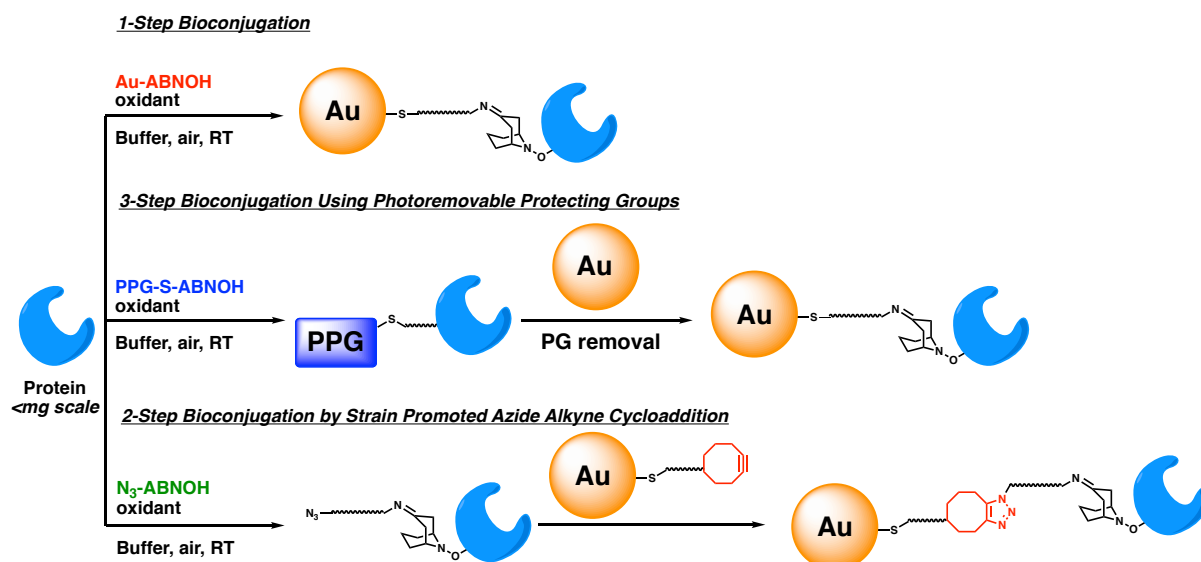 1-Step Bioconjugation
Au-ABNOH
oxidant
Buffer, air, RT
Au
S
N
N
O
3-Step Bioconjugation Using Photoremovable Protecting Groups
PPG-S-ABNOH
oxidant
Buffer, air, RT
PPG
S
Au
PG removal
Au
S
N
N
O
Protein
<mg scale
2-Step Bioconjugation by Strain Promoted Azide Alkyne Cycloaddition
N₃-ABNOH
oxidant
Buffer, air, RT
N₃
N
N
O
Au
S
Au
S
N
N
N
N
N
O